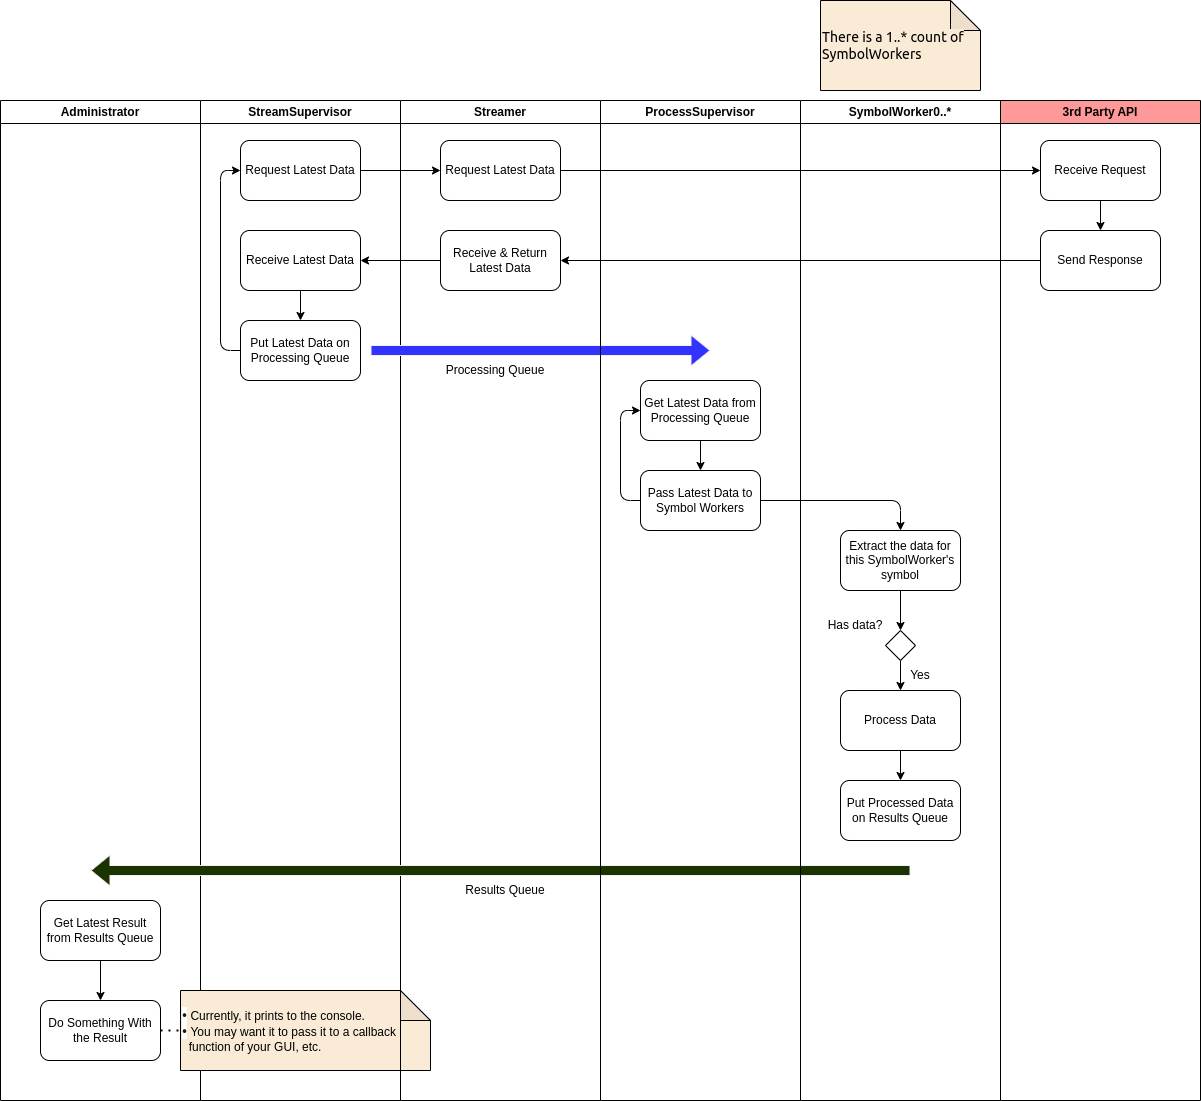 There is a 1..* count of
SymbolWorkers
Administrator
StreamSupervisor
Streamer
ProcessSupervisor
SymbolWorker0..*
3rd Party API
Request Latest Data
Request Latest Data
Receive Request
Receive Latest Data
Receive & Return
Latest Data
Send Response
Put Latest Data on
Processing Queue
Processing Queue
Get Latest Data from
Processing Queue
Pass Latest Data to
Symbol Workers
Extract the data for
this SymbolWorker's
symbol
Has data?
Yes
Process Data
Put Processed Data
on Results Queue
Results Queue
Get Latest Result
from Results Queue
Do Something With
the Result
• Currently, it prints to the console.
• You may want it to pass it to a callback
function of your GUI, etc.